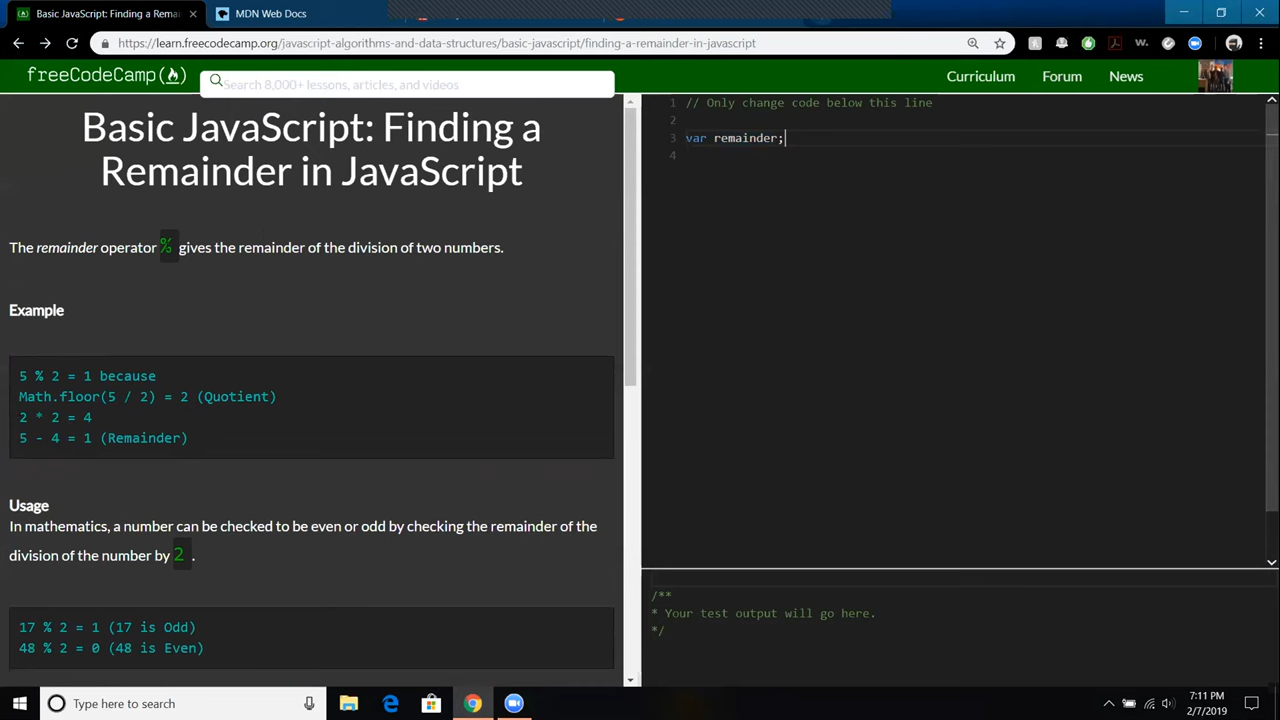 Basic JavaScript: Finding a Remai
MDN Web Docs
https://learn.freecodecamp.org/javascript-algorithms-and-data-structures/basic-javascript/finding-a-remainder-in-javascript
freeCodeCamp
Search 8,000+ lessons, articles, and videos
Curriculum Forum News
Basic JavaScript: Finding a
Remainder in JavaScript
The remainder operator % gives the remainder of the division of two numbers.
Example
5 % 2 = 1 because
Math.floor(5 / 2) = 2 (Quotient)
2 * 2 = 4
5 - 4 = 1 (Remainder)
Usage
In mathematics, a number can be checked to be even or odd by checking the remainder of the
division of the number by 2 .
17 % 2 = 1 (17 is Odd)
48 % 2 = 0 (48 is Even)
1 // Only change code below this line
2
3 var remainder;
4
/**
* Your test output will go here.
*/
Type here to search
7:11 PM
2/7/2019